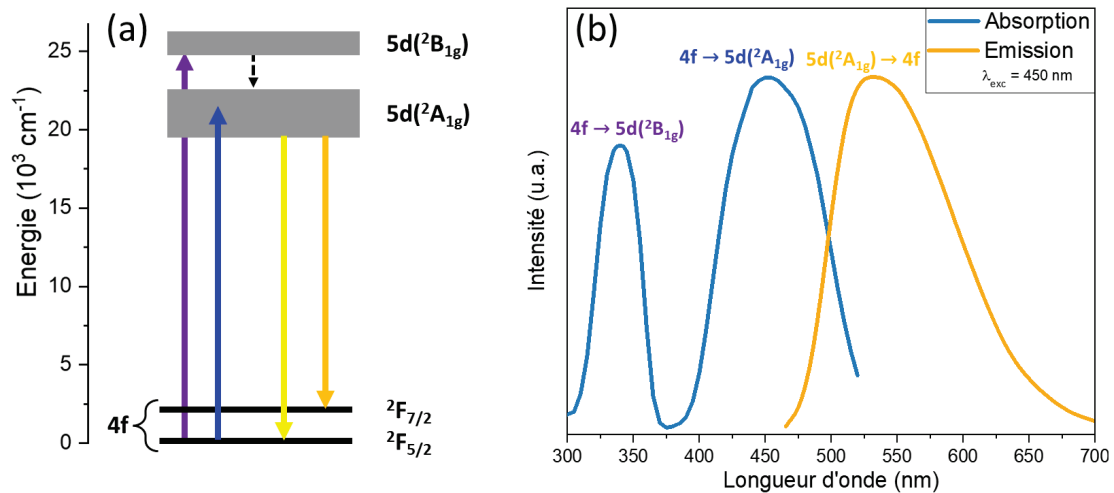 (a)
Energie (10³ cm⁻¹)
25
20
15
10
5
0
5d(²B₁g)
5d(²A₁g)
4f
²F₇/₂
²F₅/₂
(b)
Absorption
Emission
λexc = 450 nm
4f → 5d(²A₁g)
5d(²A₁g) → 4f
4f → 5d(²B₁g)
Intensité (u.a.)
300 350 400 450 500 550 600 650 700
Longueur d'onde (nm)